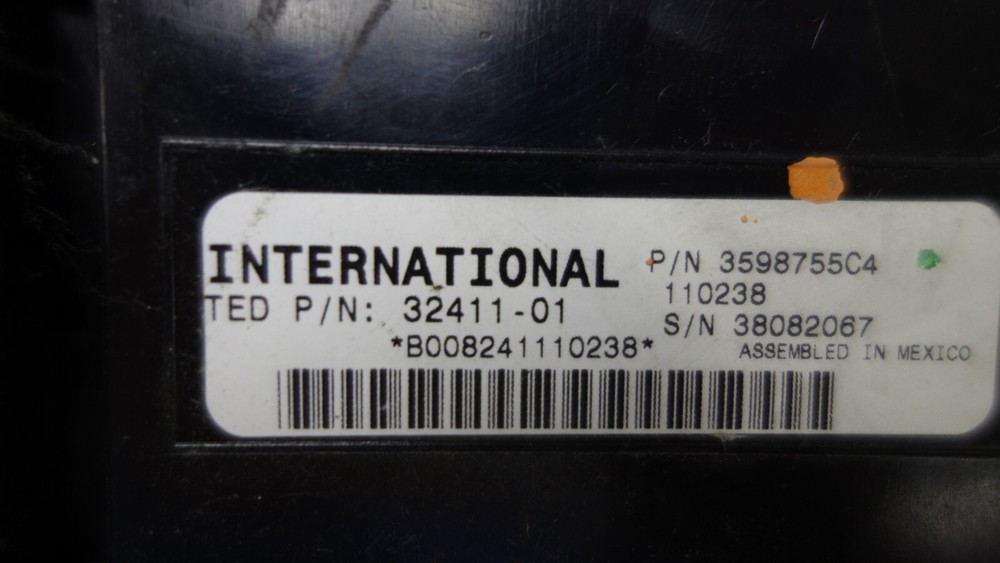 INTERNATIONAL
TED P/N: 32411-01
*B008241110238*
P/N 3598755C4
110238
S/N 38082067
ASSEMBLED IN MEXICO